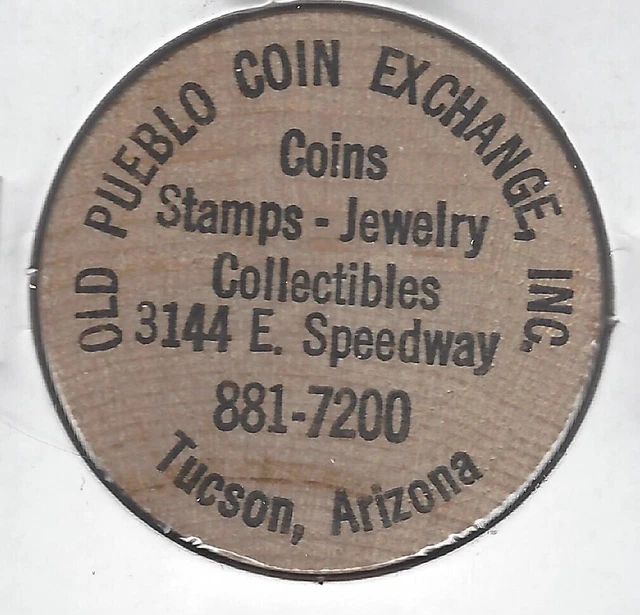 OLD PUEBLO COIN EXCHANGE, INC.
Coins
Stamps - Jewelry
Collectibles
3144 E. Speedway
881-7200
Tucson, Arizona